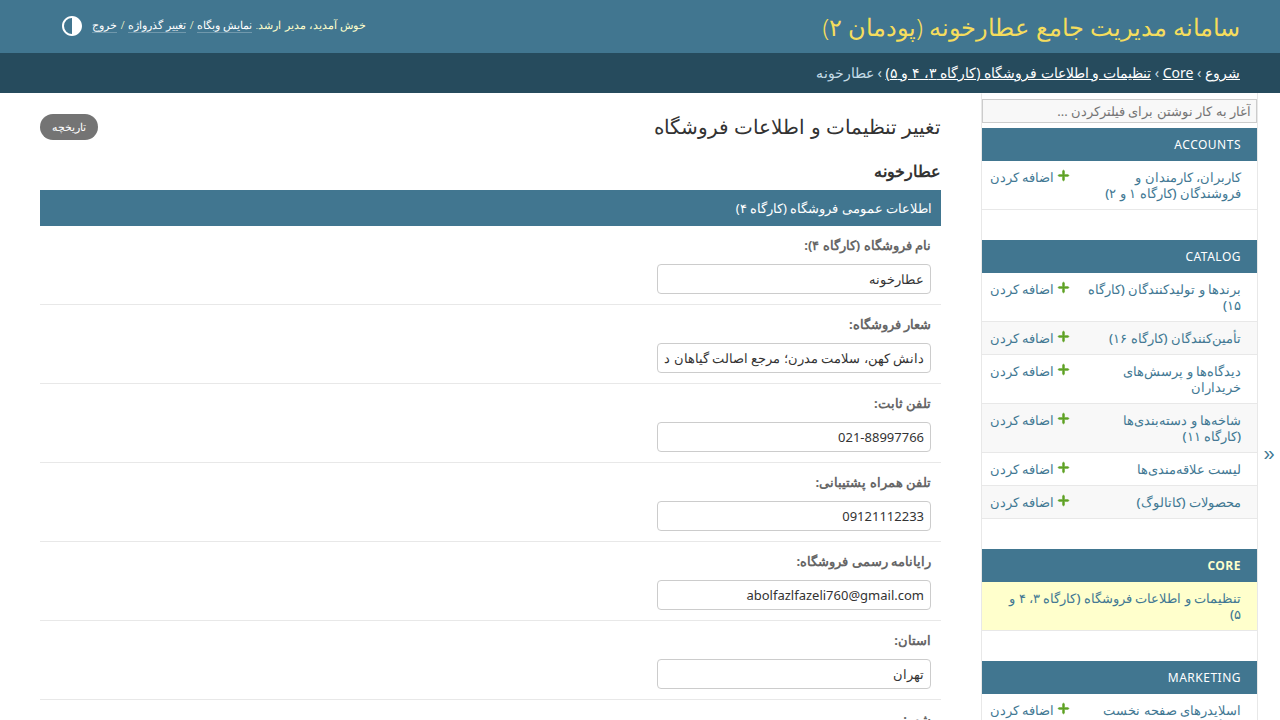 سامانه مدیریت جامع عطارخونه (پودمان ۲)
خوش آمدید، مدیر ارشد. نمایش وبگاه / تغییر گذرواژه / خروج
شروع › Core › تنظیمات و اطلاعات فروشگاه (کارگاه ۳، ۴ و ۵) › عطارخونه
آغار به کار نوشتن برای فیلترکردن ...
ACCOUNTS
کاربران، کارمندان و فروشندگان (کارگاه ۱ و ۲)
اضافه کردن
CATALOG
برندها و تولیدکنندگان (کارگاه ۱۵)
اضافه کردن
تأمین‌کنندگان (کارگاه ۱۶)
اضافه کردن
دیدگاه‌ها و پرسش‌های خریداران
اضافه کردن
شاخه‌ها و دسته‌بندی‌ها (کارگاه ۱۱)
اضافه کردن
لیست علاقه‌مندی‌ها
اضافه کردن
محصولات (کاتالوگ)
اضافه کردن
CORE
تنظیمات و اطلاعات فروشگاه (کارگاه ۳، ۴ و ۵)
MARKETING
اسلایدرهای صفحه نخست
اضافه کردن
«
تغییر تنظیمات و اطلاعات فروشگاه
تاریخچه
عطارخونه
اطلاعات عمومی فروشگاه (کارگاه ۴)
نام فروشگاه (کارگاه ۴):
عطارخونه
شعار فروشگاه:
دانش کهن، سلامت مدرن؛ مرجع اصالت گیاهان د
تلفن ثابت:
021-88997766
تلفن همراه پشتیبانی:
09121112233
رایانامه رسمی فروشگاه:
abolfazlfazeli760@gmail.com
استان:
تهران